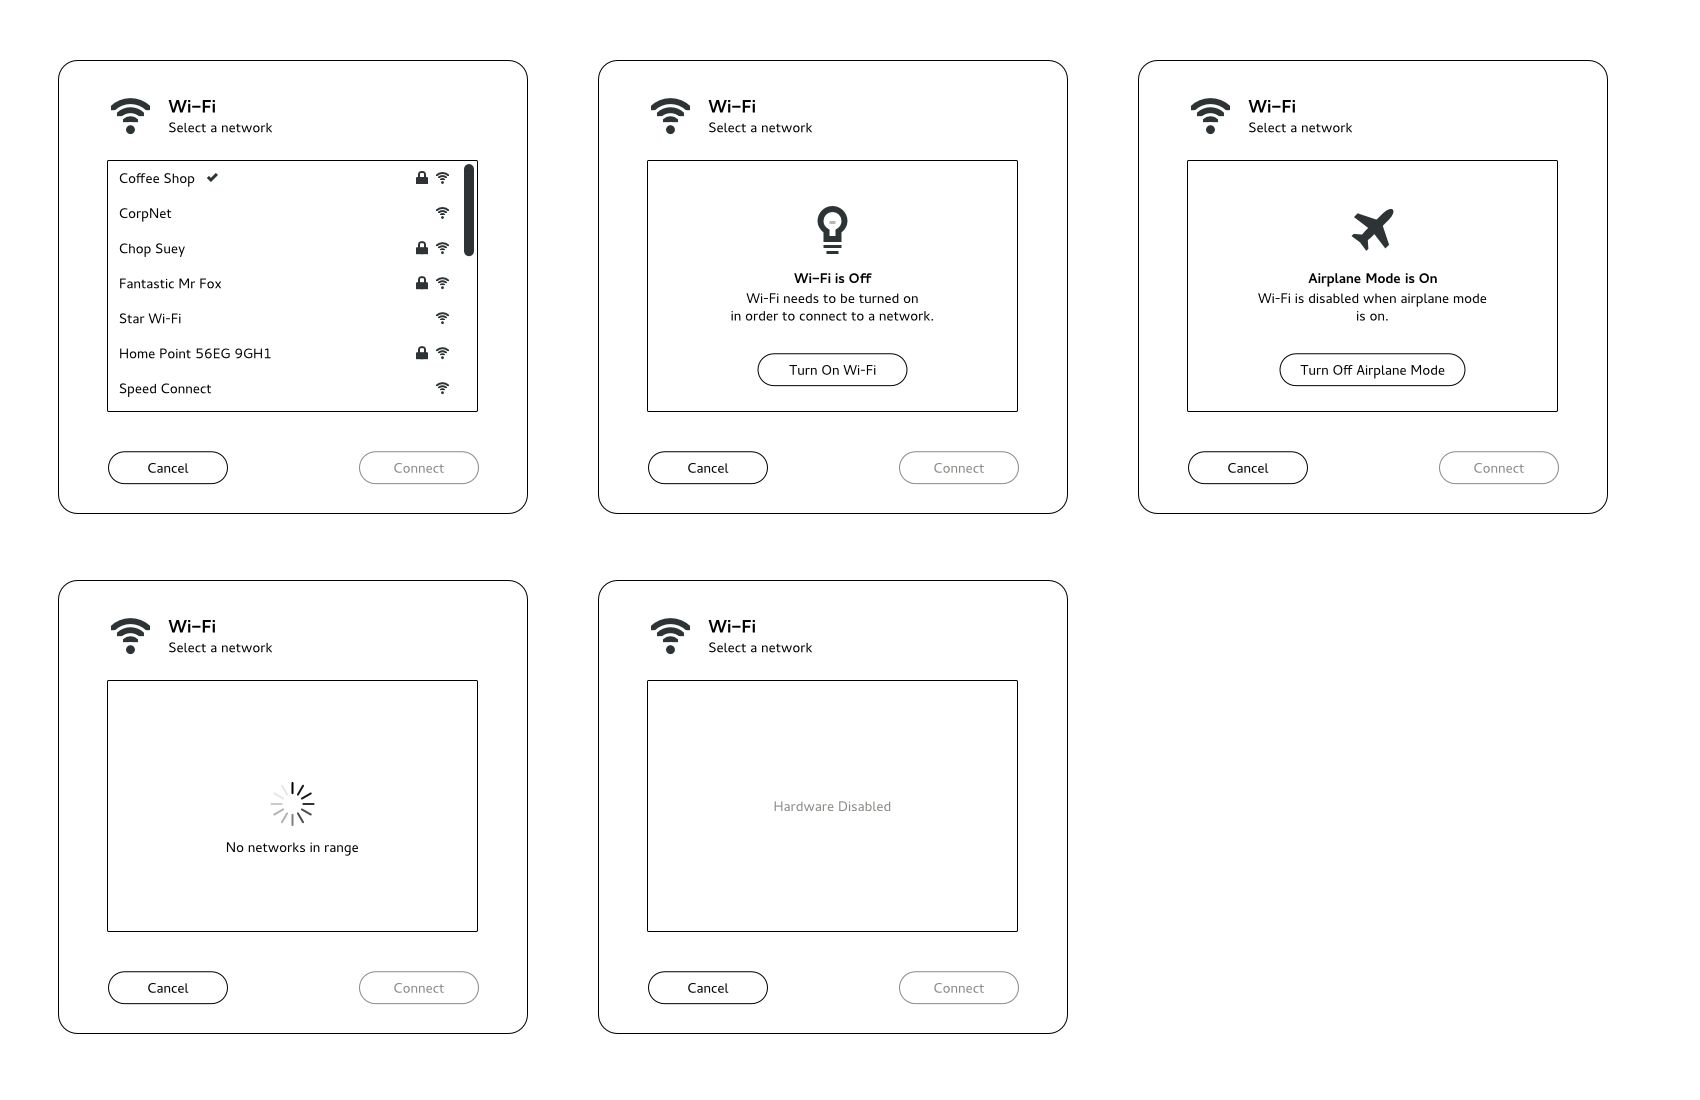 Wi-Fi
Select a network
Coffee Shop
CorpNet
Chop Suey
Fantastic Mr Fox
Star Wi-Fi
Home Point 56EG 9GH1
Speed Connect
Cancel
Connect
Wi-Fi
Select a network
Wi-Fi is Off
Wi-Fi needs to be turned on
in order to connect to a network.
Turn On Wi-Fi
Cancel
Connect
Wi-Fi
Select a network
Airplane Mode is On
Wi-Fi is disabled when airplane mode
is on.
Turn Off Airplane Mode
Cancel
Connect
Wi-Fi
Select a network
No networks in range
Cancel
Connect
Wi-Fi
Select a network
Hardware Disabled
Cancel
Connect